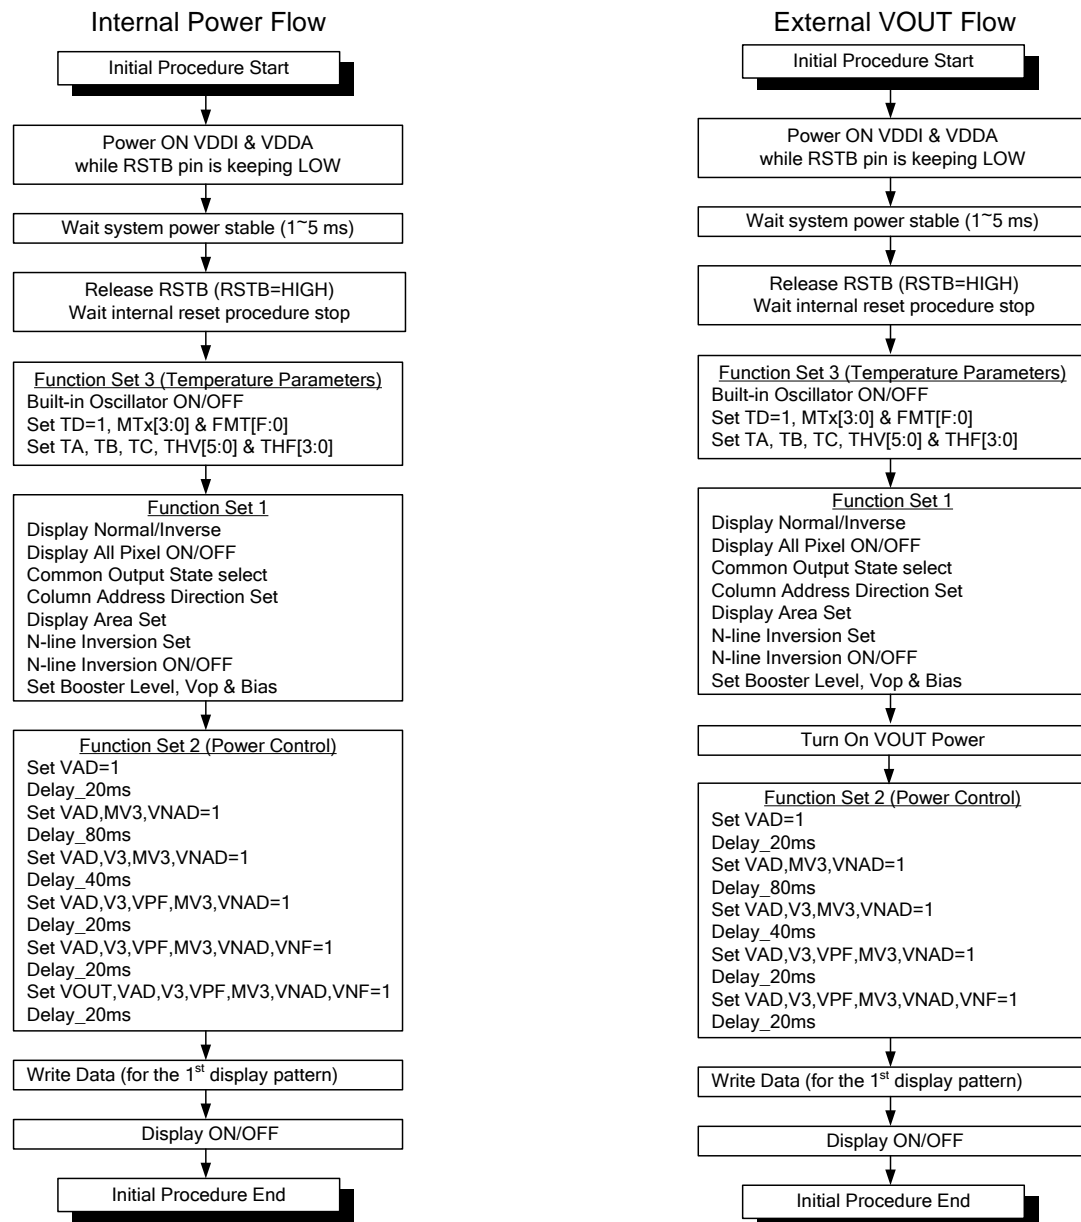 Internal Power Flow
Initial Procedure Start
Power ON VDDI & VDDA
while RSTB pin is keeping LOW
Wait system power stable (1~5 ms)
Release RSTB (RSTB=HIGH)
Wait internal reset procedure stop
Function Set 3 (Temperature Parameters)
Built-in Oscillator ON/OFF
Set TD=1, MTx[3:0] & FMT[F:0]
Set TA, TB, TC, THV[5:0] & THF[3:0]
Function Set 1
Display Normal/Inverse
Display All Pixel ON/OFF
Common Output State select
Column Address Direction Set
Display Area Set
N-line Inversion Set
N-line Inversion ON/OFF
Set Booster Level, Vop & Bias
Function Set 2 (Power Control)
Set VAD=1
Delay_20ms
Set VAD,MV3,VNAD=1
Delay_80ms
Set VAD,V3,MV3,VNAD=1
Delay_40ms
Set VAD,V3,VPF,MV3,VNAD=1
Delay_20ms
Set VAD,V3,VPF,MV3,VNAD,VNF=1
Delay_20ms
Set VOUT,VAD,V3,VPF,MV3,VNAD,VNF=1
Delay_20ms
Write Data (for the 1st display pattern)
Display ON/OFF
Initial Procedure End
External VOUT Flow
Initial Procedure Start
Power ON VDDI & VDDA
while RSTB pin is keeping LOW
Wait system power stable (1~5 ms)
Release RSTB (RSTB=HIGH)
Wait internal reset procedure stop
Function Set 3 (Temperature Parameters)
Built-in Oscillator ON/OFF
Set TD=1, MTx[3:0] & FMT[F:0]
Set TA, TB, TC, THV[5:0] & THF[3:0]
Function Set 1
Display Normal/Inverse
Display All Pixel ON/OFF
Common Output State select
Column Address Direction Set
Display Area Set
N-line Inversion Set
N-line Inversion ON/OFF
Set Booster Level, Vop & Bias
Turn On VOUT Power
Function Set 2 (Power Control)
Set VAD=1
Delay_20ms
Set VAD,MV3,VNAD=1
Delay_80ms
Set VAD,V3,MV3,VNAD=1
Delay_40ms
Set VAD,V3,VPF,MV3,VNAD=1
Delay_20ms
Set VAD,V3,VPF,MV3,VNAD,VNF=1
Delay_20ms
Write Data (for the 1st display pattern)
Display ON/OFF
Initial Procedure End